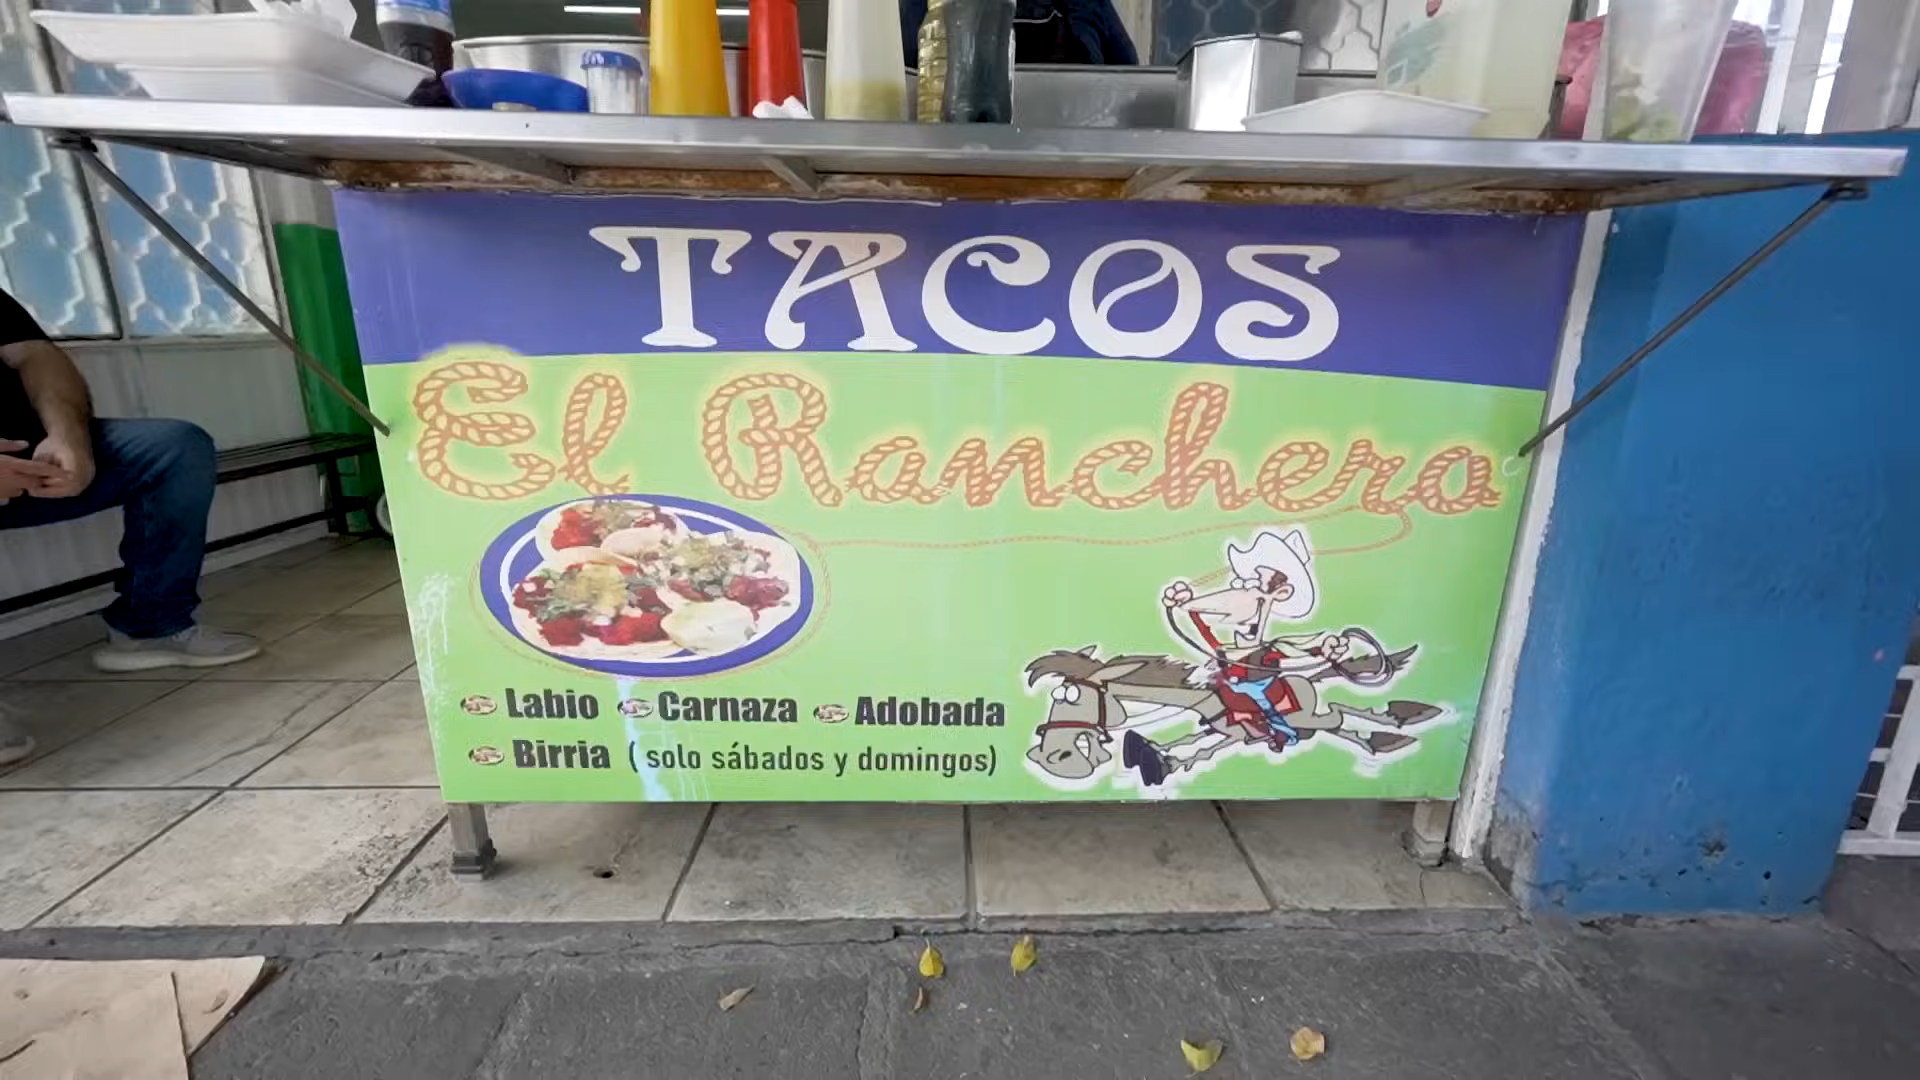 TACOS
El Ranchero
Labio Carnaza Adobada
Birria ( solo sábados y domingos)